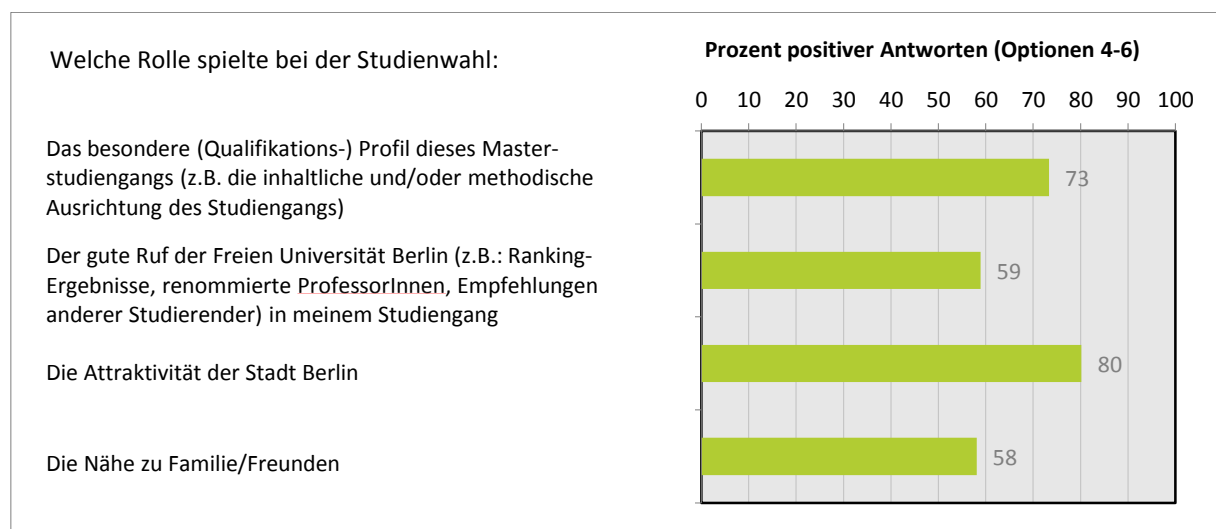 Welche Rolle spielte bei der Studienwahl:
Prozent positiver Antworten (Optionen 4-6)
0 10 20 30 40 50 60 70 80 90 100
Das besondere (Qualifikations-) Profil dieses Master-
studiengangs (z.B. die inhaltliche und/oder methodische
Ausrichtung des Studiengangs)
73
Der gute Ruf der Freien Universität Berlin (z.B.: Ranking-
Ergebnisse, renommierte ProfessorInnen, Empfehlungen
anderer Studierender) in meinem Studiengang
59
Die Attraktivität der Stadt Berlin
80
Die Nähe zu Familie/Freunden
58